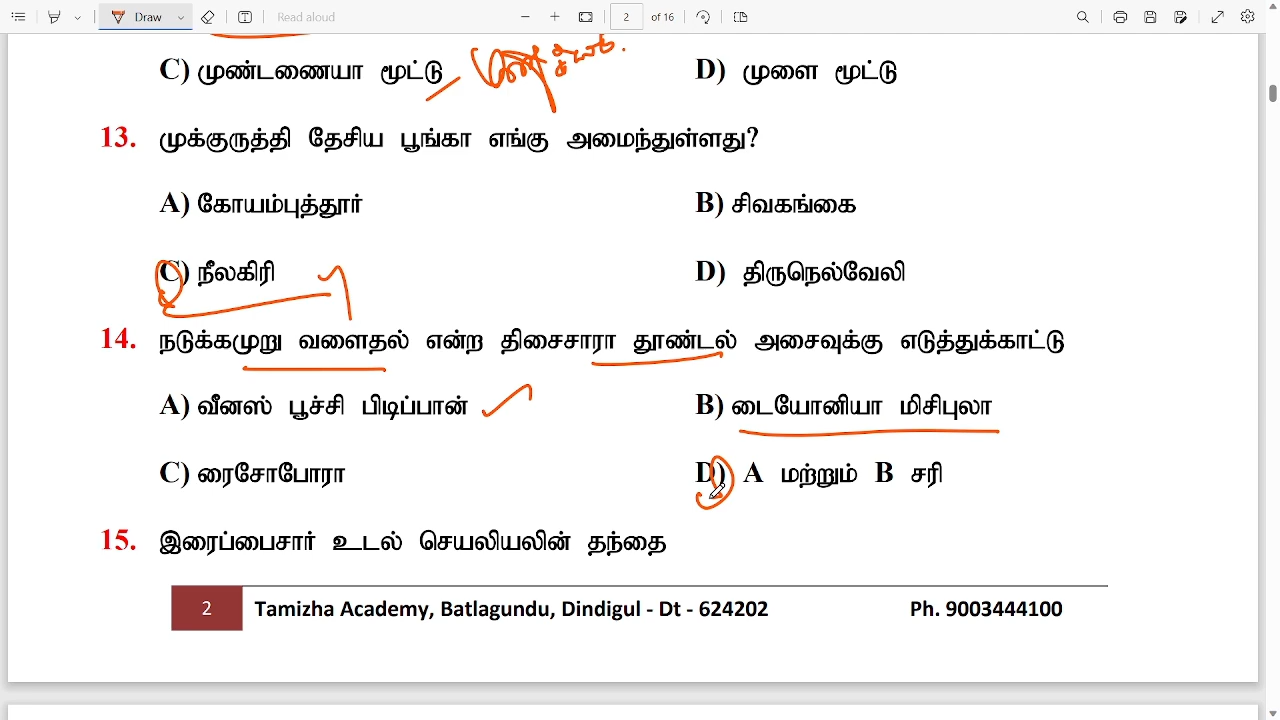 Draw
Read aloud
2 of 16
C) முண்டணையா மூட்டு
D) முளை மூட்டு
13. முக்குருத்தி தேசிய பூங்கா எங்கு அமைந்துள்ளது?
A) கோயம்புத்தூர்
B) சிவகங்கை
C) நீலகிரி
D) திருநெல்வேலி
14. நடுக்கமுறு வளைதல் என்ற திசைசாரா தூண்டல் அசைவுக்கு எடுத்துக்காட்டு
A) வீனஸ் பூச்சி பிடிப்பான்
B) டையோனியா மிசிபுலா
C) ரைசோபோரா
D) A மற்றும் B சரி
15. இரைப்பைசார் உடல் செயலியலின் தந்தை
2 Tamizha Academy, Batlagundu, Dindigul - Dt - 624202 Ph. 9003444100